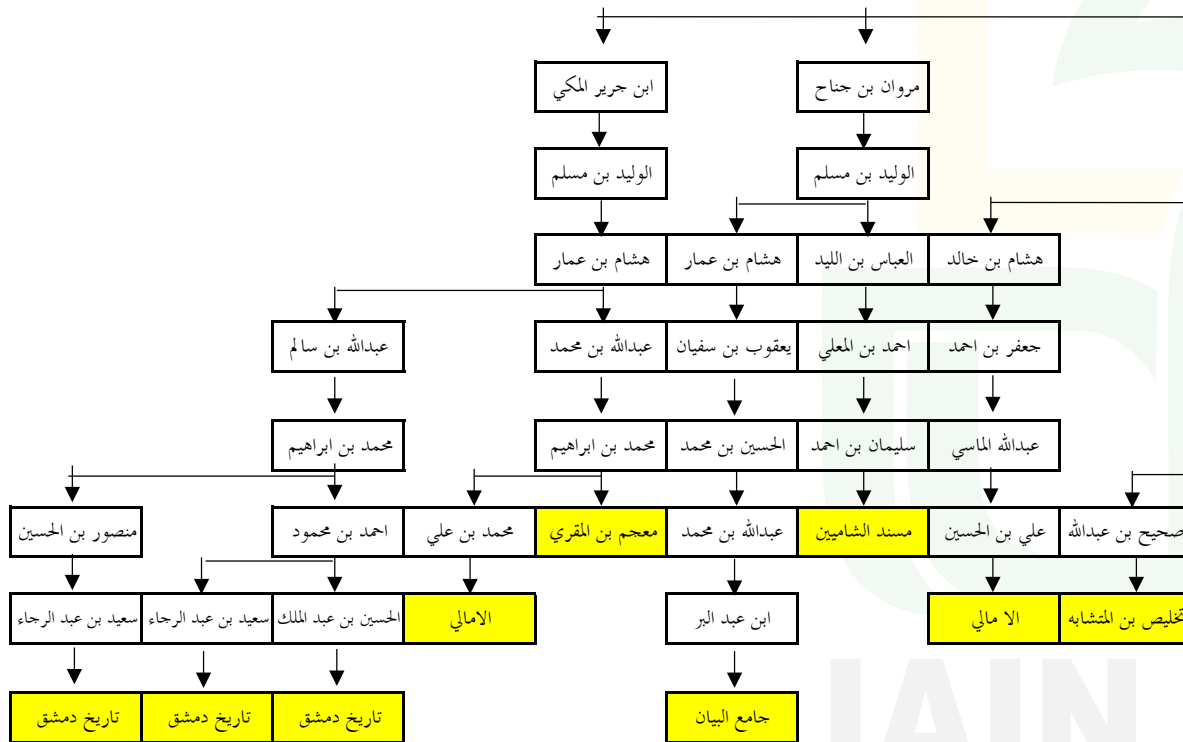 مروان بن جناح ابن جرير المكي
الوليد بن مسلم الوليد بن مسلم
هشام بن خالد العباس بن الليد هشام بن عمار هشام بن عمار
جعفر بن احمد احمد بن المعلي يعقوب بن سفيان عبدالله بن محمد عبدالله بن سالم
عبدالله الماسي سليمان بن احمد الحسين بن محمد محمد بن ابراهيم محمد بن ابراهيم
صحيح بن عبدالله علي بن الحسين مسند الشاميين عبدالله بن محمد معجم بن المقري محمد بن علي احمد بن محمود منصور بن الحسين
تخليص بن المتشابه الا مالي ابن عبد البر الامالي الحسين بن عبد الملك سعيد بن عبد الرجاء سعيد بن عبد الرجاء
جامع البيان تاريخ دمشق تاريخ دمشق تاريخ دمشق
IAIN